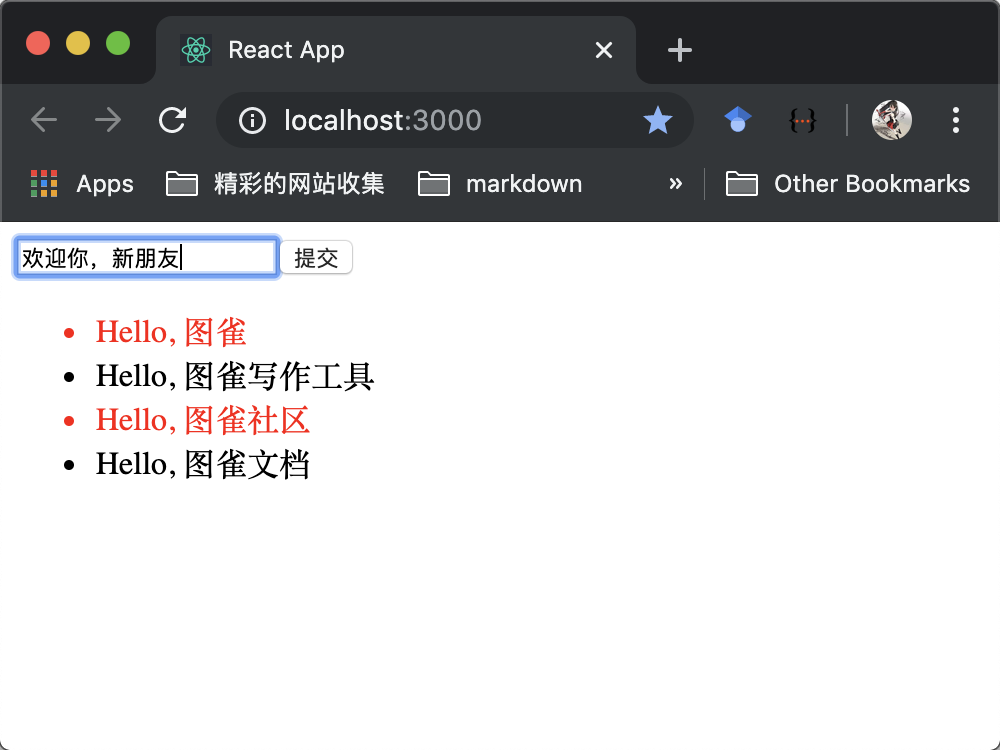 React App
localhost:3000
Apps 精彩的网站收集 markdown » Other Bookmarks
欢迎你，新朋友 提交
Hello, 图雀
Hello, 图雀写作工具
Hello, 图雀社区
Hello, 图雀文档